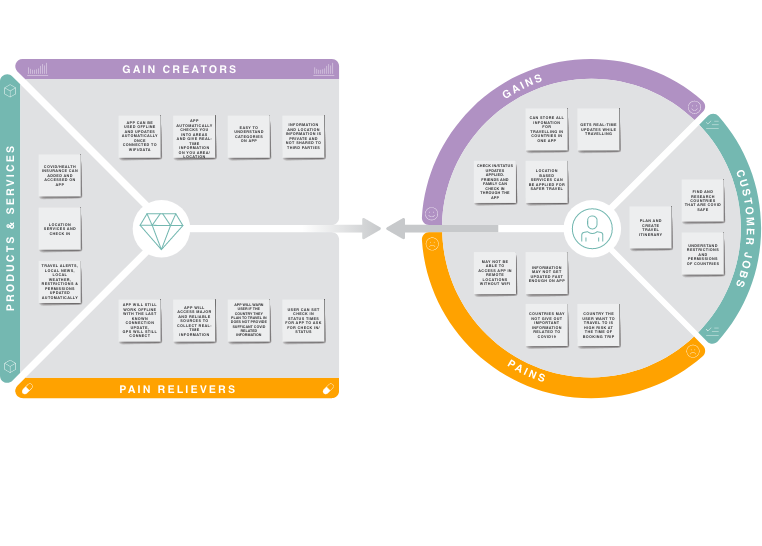 GAIN CREATORS
PRODUCTS & SERVICES
COVID/HEALTH
INSURANCE CAN
ADDED AND
ACCESSED ON
APP
LOCATION
SERVICES AND
CHECK IN
TRAVEL ALERTS,
LOCAL NEWS,
LOCAL
WEATHER,
RESTRICTIONS &
PERMISSIONS
UPDATED
AUTOMATICALLY
APP CAN BE
USED OFFLINE
AND UPDATES
AUTOMATICALLY
ONCE
CONNECTED TO
WIFI/DATA
APP
AUTOMATICALLY
CHECKS YOU
INTO AREAS
AND GIVE REAL-
TIME
INFORMATION
ON YOU AREA/
LOCATION
EASY TO
UNDERSTAND
CATEGORIES
ON APP
INFORMATION
AND LOCATION
INFORMATION IS
PRIVATE AND
NOT SHARED TO
THIRD PARTIES
APP WILL STILL
WORK OFFLINE
WITH THE LAST
KNOWN
CONNECTION
UPDATE,
GPS WILL STILL
CONNECT
APP WILL
ACCESS MAJOR
AND RELIABLE
SOURCES TO
COLLECT REAL-
TIME
INFORMATION
APP WILL WARN
USER IF THE
COUNTRY THEY
PLAN TO TRAVEL IN
DOES NOT PROVIDE
SUFFICANT COVID
RELATED
INFORMATION
USER CAN SET
CHECK IN
STATUS TIMES
FOR APP TO ASK
FOR CHECK IN/
STATUS
PAIN RELIEVERS
GAINS
CAN STORE ALL
INFOMATION
FOR
TRAVELLING IN
COUNTRIES IN
ONE APP
GETS REAL-TIME
UPDATES WHILE
TRAVELLING
CHECK IN/STATUS
UPDATES
APPLIED.
FRIENDS AND
FAMILY CAN
CHECK IN
THROUGH THE
APP
LOCATION
BASED
SERVICES CAN
BE APPLIED FOR
SAFER TRAVEL
CUSTOMER JOBS
PLAN AND
CREATE
TRAVEL
ITINERARY
FIND AND
RESEARCH
COUNTRIES
THAT ARE COVID
SAFE
UNDERSTAND
RESTRICTIONS
AND
PERMISSIONS
OF COUNTRIES
MAY NOT BE
ABLE TO
ACCESS APP IN
REMOTE
LOCATIONS
WITHOUT WIFI
INFORMATION
MAY NOT GET
UPDATED FAST
ENOUGH ON APP
COUNTRIES MAY
NOT GIVE OUT
IMPORTANT
INFORMATION
RELATED TO
COVID19
COUNTRY THE
USER WANT TO
TRAVEL TO IS
HIGH RISK AT
THE TIME OF
BOOKING TRIP
PAINS